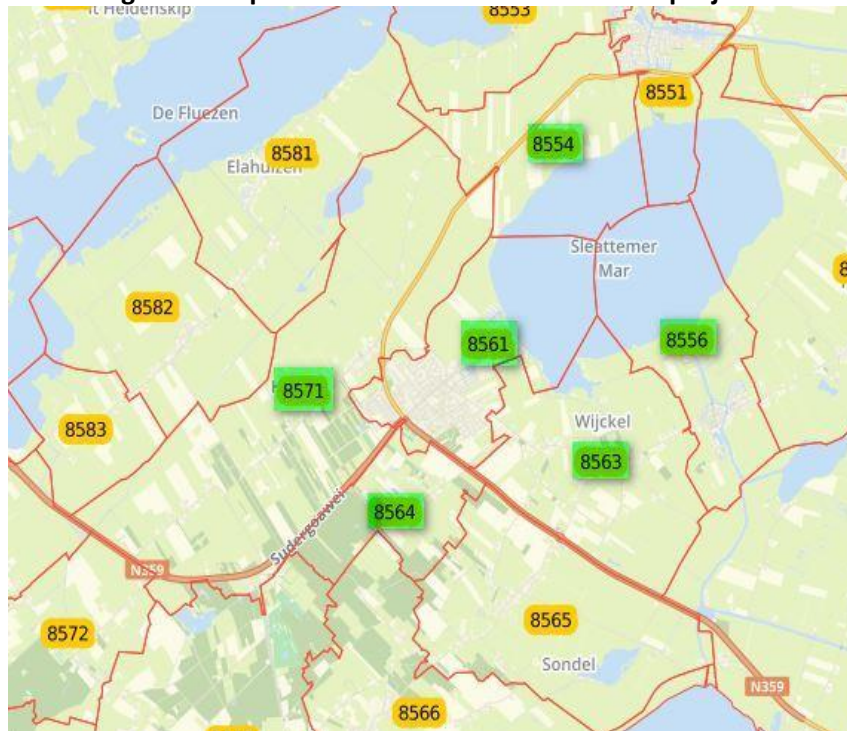 't Heidenskip
8553
8551
De Fluezen
8554
8581
Elahuizen
Sleattemer
Mar
8582
8561
8556
8571
8583
Wijckel
8563
8564
Sudergoawei
N359
8572
8565
Sondel
N359
8566